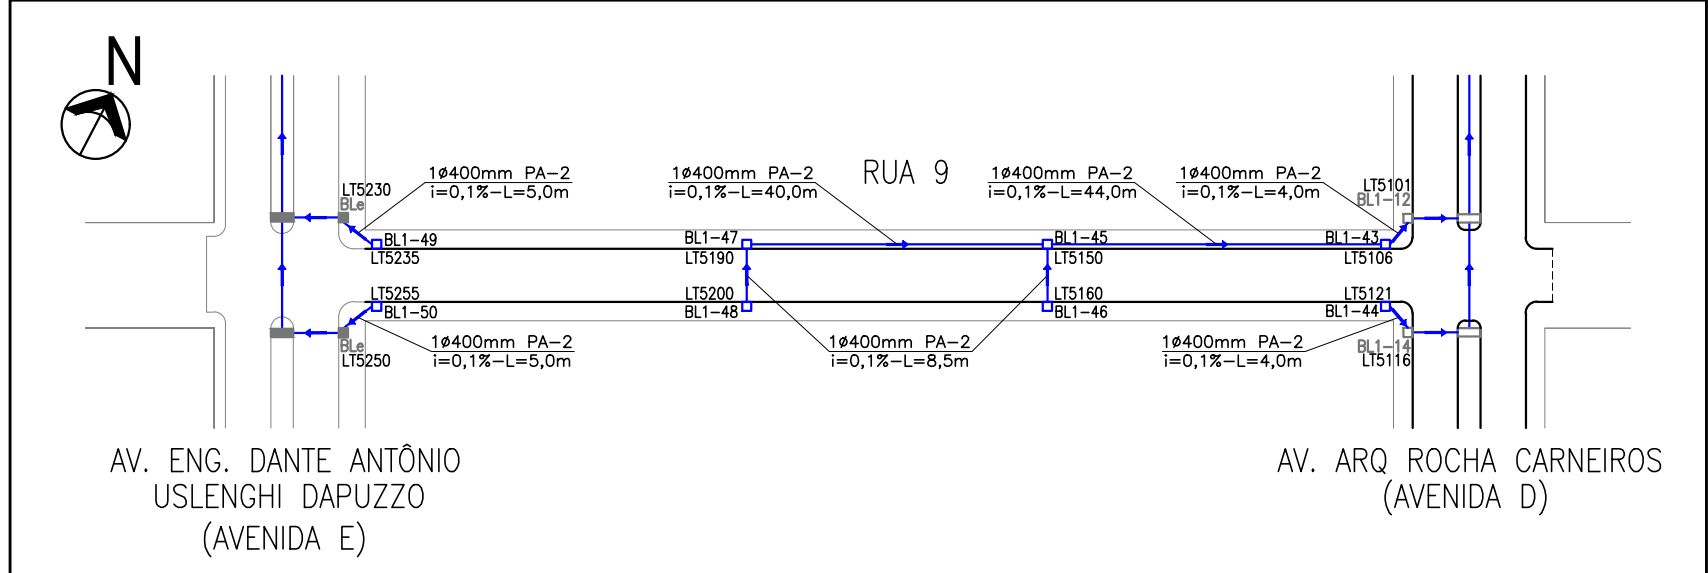 N
1ø400mm PA-2
i=0,1%-L=5,0m
1ø400mm PA-2
i=0,1%-L=40,0m
RUA 9
1ø400mm PA-2
i=0,1%-L=44,0m
1ø400mm PA-2
i=0,1%-L=4,0m
LT5230
BLe
LT5101
BL1-12
BL1-49
LT5235
BL1-47
LT5190
BL1-45
LT5150
BL1-43
LT5106
LT5255
BL1-50
LT5200
BL1-48
LT5160
BL1-46
LT5121
BL1-44
BLe
LT5250
1ø400mm PA-2
i=0,1%-L=5,0m
1ø400mm PA-2
i=0,1%-L=8,5m
1ø400mm PA-2
i=0,1%-L=4,0m
BL1-14
LT5116
AV. ENG. DANTE ANTÔNIO
USLENGHI DAPUZZO
(AVENIDA E)
AV. ARQ ROCHA CARNEIROS
(AVENIDA D)